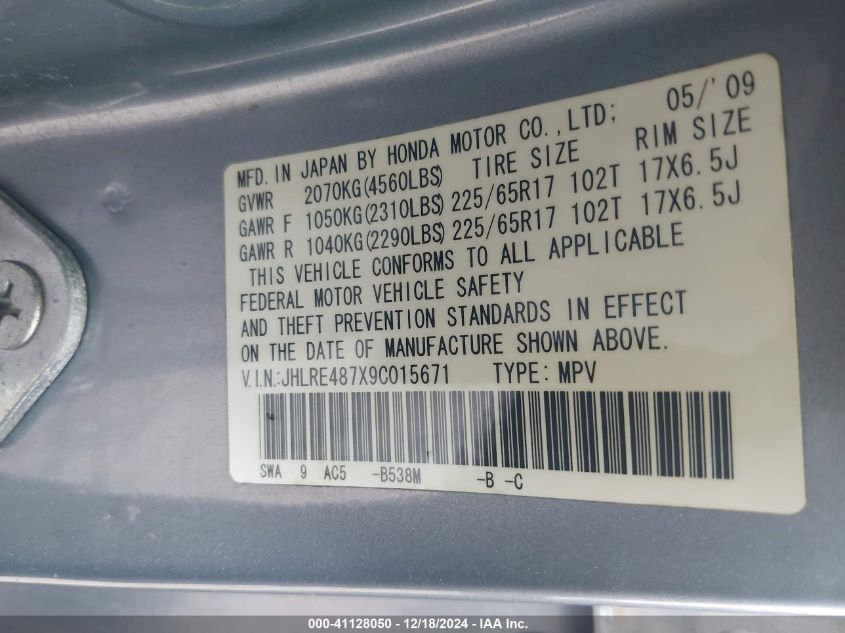 MFD. IN JAPAN BY HONDA MOTOR CO., LTD; 05/'09
GVWR 2070KG(4560LBS) TIRE SIZE RIM SIZE
GAWR F 1050KG(2310LBS) 225/65R17 102T 17X6.5J
GAWR R 1040KG(2290LBS) 225/65R17 102T 17X6.5J
THIS VEHICLE CONFORMS TO ALL APPLICABLE
FEDERAL MOTOR VEHICLE SAFETY
AND THEFT PREVENTION STANDARDS IN EFFECT
ON THE DATE OF MANUFACTURE SHOWN ABOVE.
V.I.N.:JHLRE487X9C015671 TYPE: MPV
SWA 9 AC5 -B538M -B -C
000-41128050 - 12/18/2024 - IAA Inc.